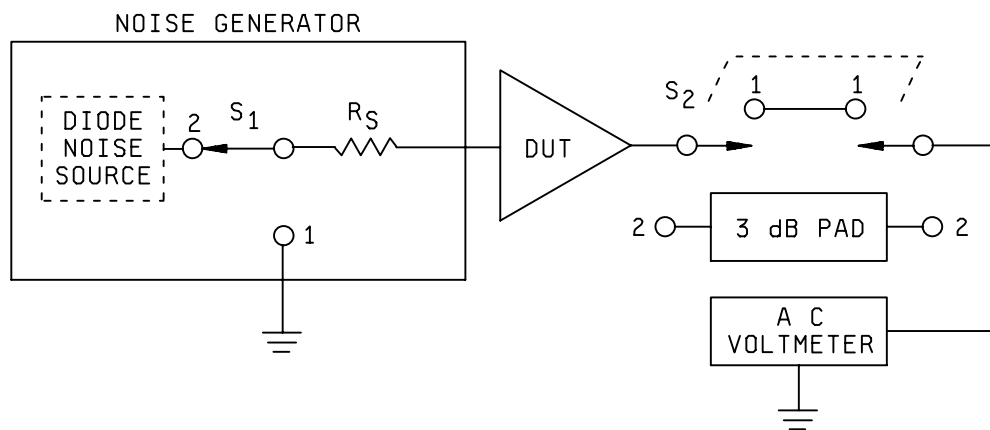 NOISE GENERATOR
DIODE
NOISE
SOURCE
2
S1
RS
1
DUT
S2
1 1
2
3 dB PAD
2
A C
VOLTMETER